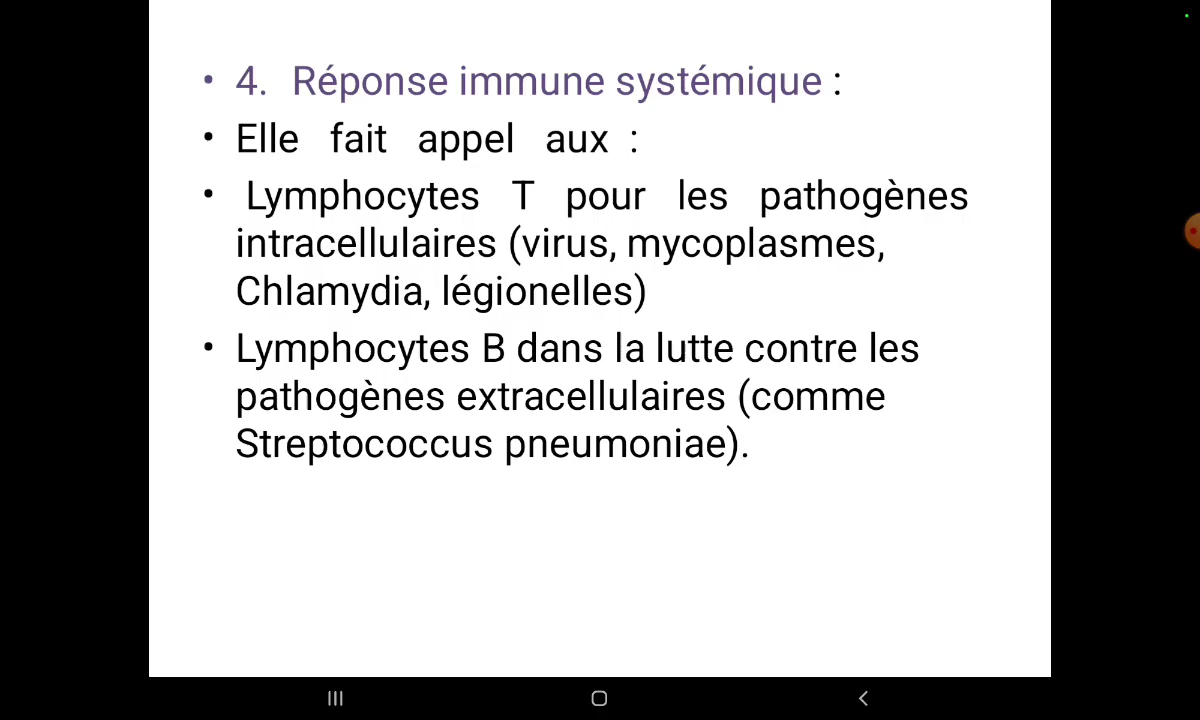 • 4. Réponse immune systémique :
• Elle fait appel aux :
• Lymphocytes T pour les pathogènes
intracellulaires (virus, mycoplasmes,
Chlamydia, légionelles)
• Lymphocytes B dans la lutte contre les
pathogènes extracellulaires (comme
Streptococcus pneumoniae).